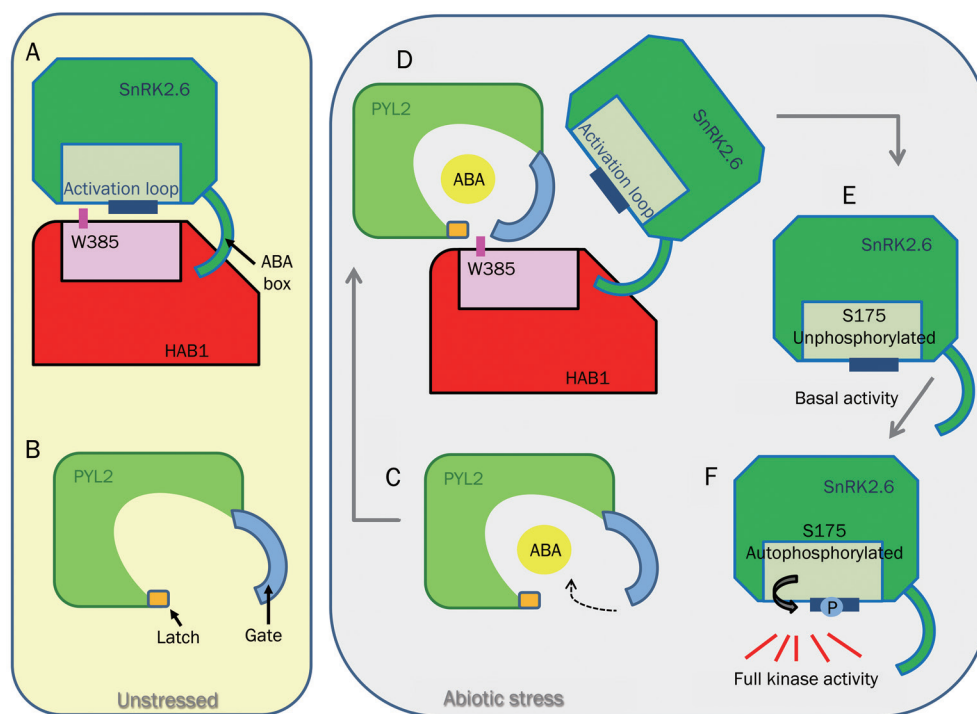 A
SnRK2.6
Activation loop
W385
ABA
box
HAB1
B
PYL2
Latch
Gate
Unstressed
D
PYL2
ABA
SnRK2.6
Activation loop
W385
HAB1
C
PYL2
ABA
E
SnRK2.6
S175
Unphosphorylated
Basal activity
F
SnRK2.6
S175
Autophosphorylated
P
Full kinase activity
Abiotic stress